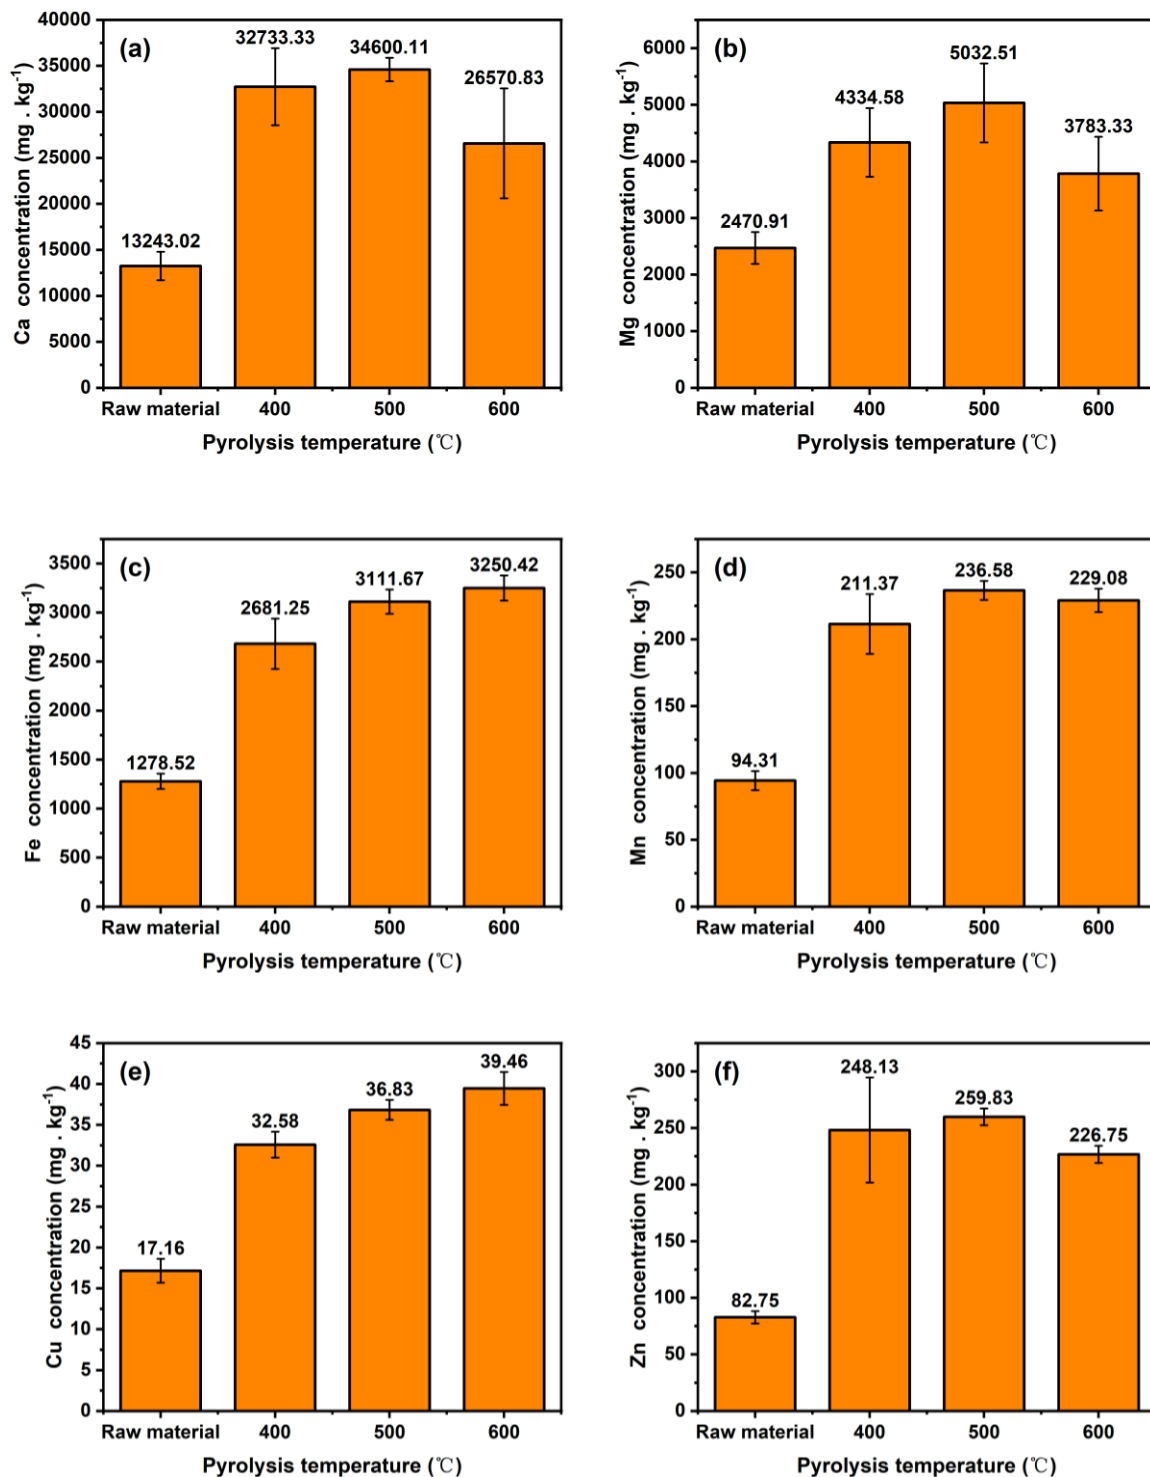 (a)
Ca concentration (mg . kg-1)
40000
35000
30000
25000
20000
15000
10000
5000
0
13243.02
32733.33
34600.11
26570.83
Raw material 400 500 600
Pyrolysis temperature (℃)
(b)
Mg concentration (mg . kg-1)
6000
5000
4000
3000
2000
1000
0
2470.91
4334.58
5032.51
3783.33
Raw material 400 500 600
Pyrolysis temperature (℃)
(c)
Fe concentration (mg . kg-1)
3500
3000
2500
2000
1500
1000
500
0
1278.52
2681.25
3111.67
3250.42
Raw material 400 500 600
Pyrolysis temperature (℃)
(d)
Mn concentration (mg . kg-1)
250
200
150
100
50
0
94.31
211.37
236.58
229.08
Raw material 400 500 600
Pyrolysis temperature (℃)
(e)
Cu concentration (mg . kg-1)
45
40
35
30
25
20
15
10
5
0
17.16
32.58
36.83
39.46
Raw material 400 500 600
Pyrolysis temperature (℃)
(f)
Zn concentration (mg . kg-1)
300
250
200
150
100
50
0
82.75
248.13
259.83
226.75
Raw material 400 500 600
Pyrolysis temperature (℃)